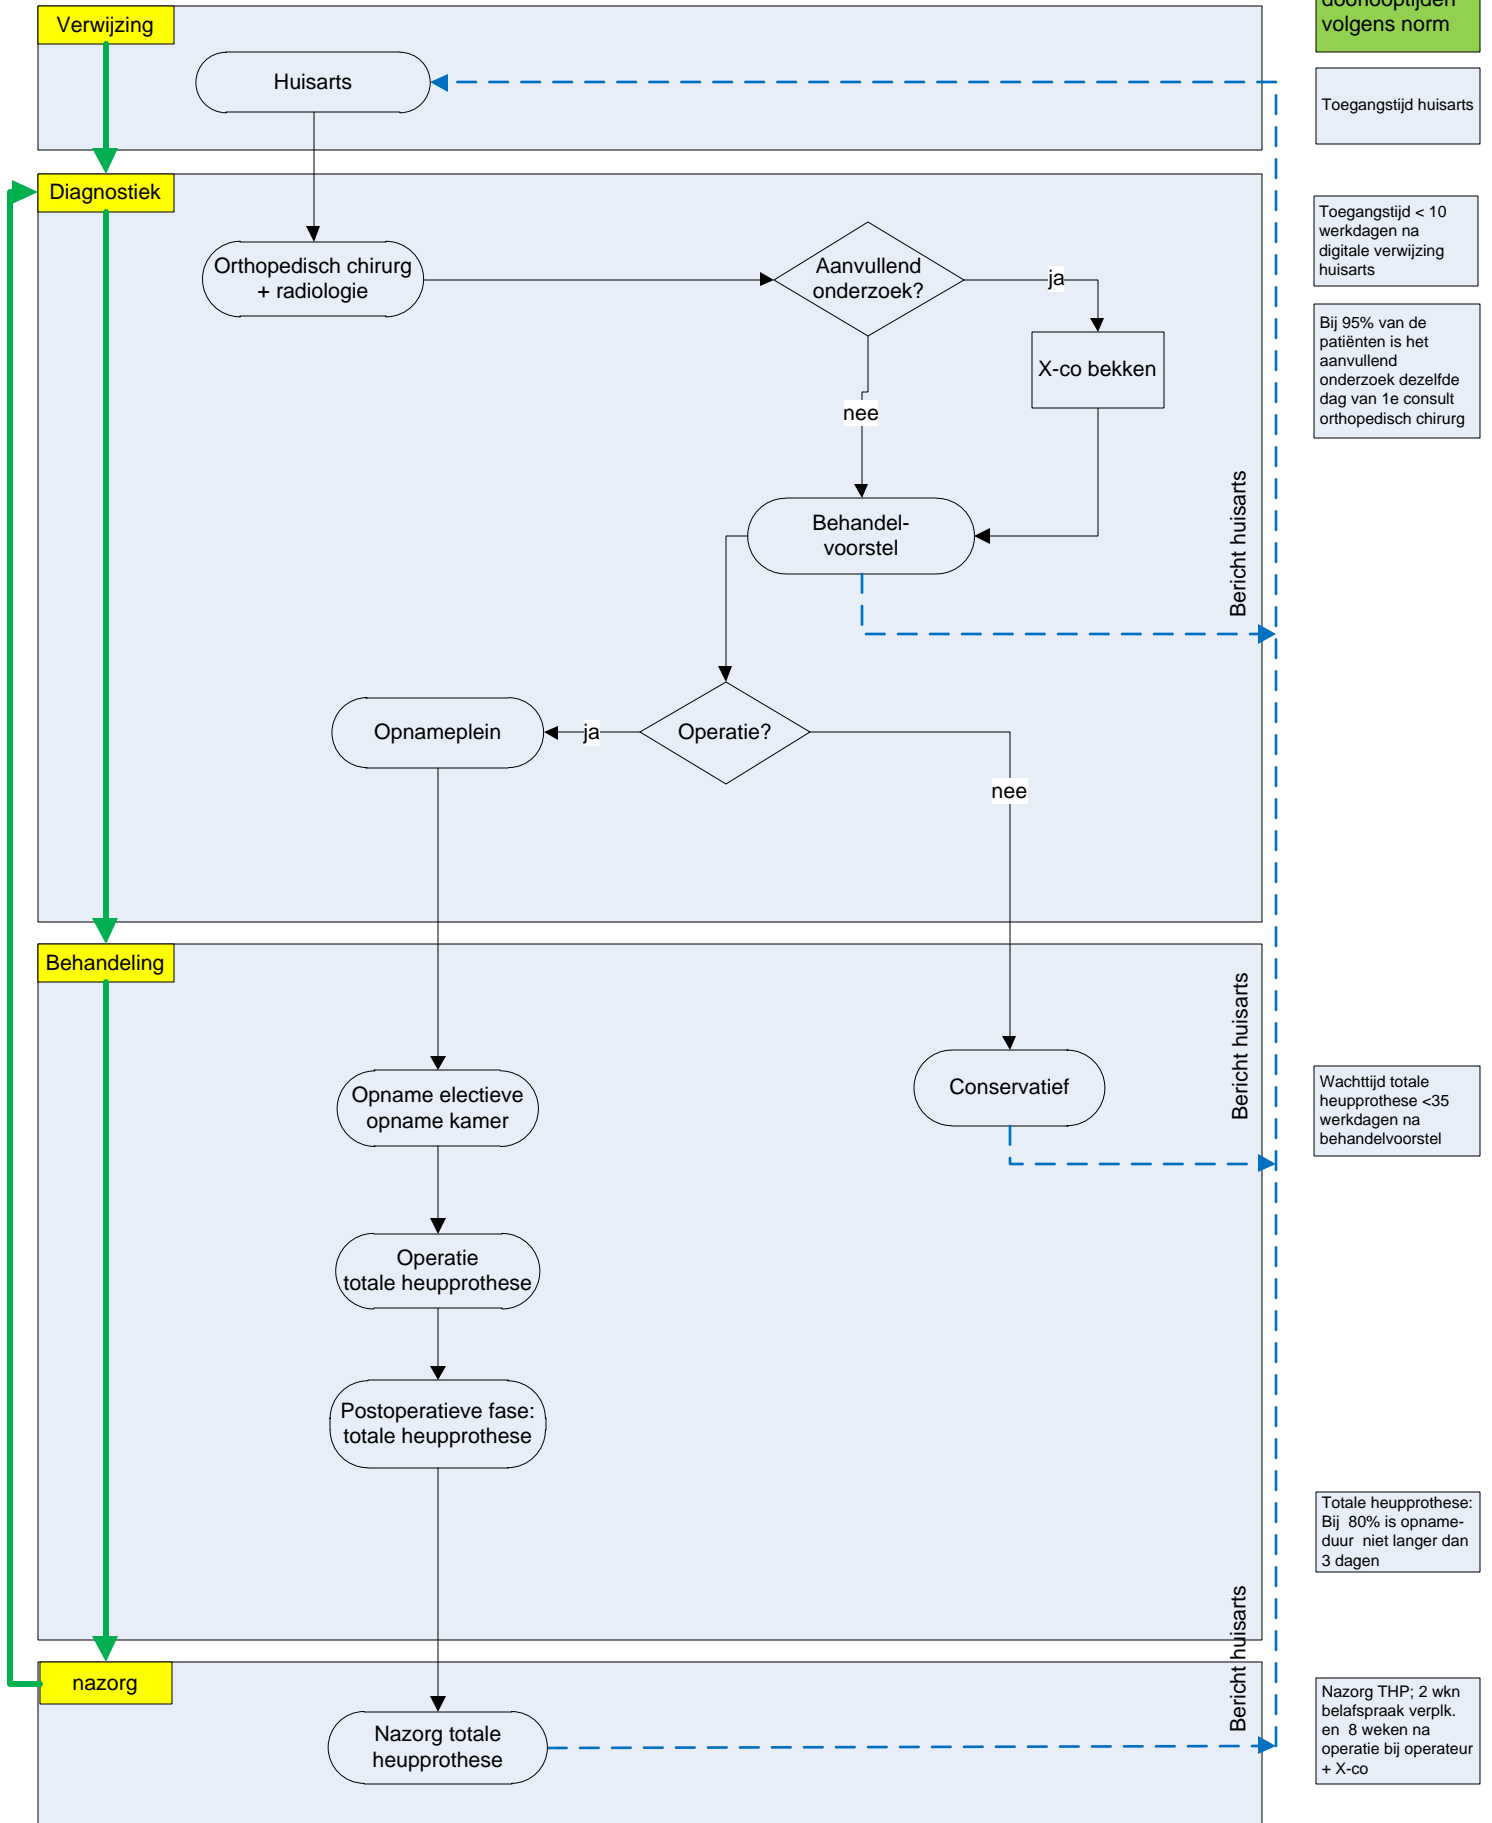 Verwijzing
doorlooptijden
volgens norm
Huisarts
Toegangstijd huisarts
Diagnostiek
Toegangstijd < 10
werkdagen na
digitale verwijzing
huisarts
Orthopedisch chirurg
+ radiologie
Aanvullend
onderzoek?
ja
Bij 95% van de
patiënten is het
aanvullend
onderzoek dezelfde
dag van 1e consult
orthopedisch chirurg
X-co bekken
nee
Behandel-
voorstel
Bericht huisarts
Opnameplein
ja
Operatie?
nee
Behandeling
Bericht huisarts
Opname electieve
opname kamer
Conservatief
Wachttijd totale
heupprothese <35
werkdagen na
behandelvoorstel
Operatie
totale heupprothese
Postoperatieve fase:
totale heupprothese
Totale heupprothese:
Bij  80% is opname-
duur  niet langer dan
3 dagen
Bericht huisarts
nazorg
Nazorg totale
heupprothese
Nazorg THP; 2 wkn
belafspraak verplk.
en  8 weken na
operatie bij operateur
+ X-co